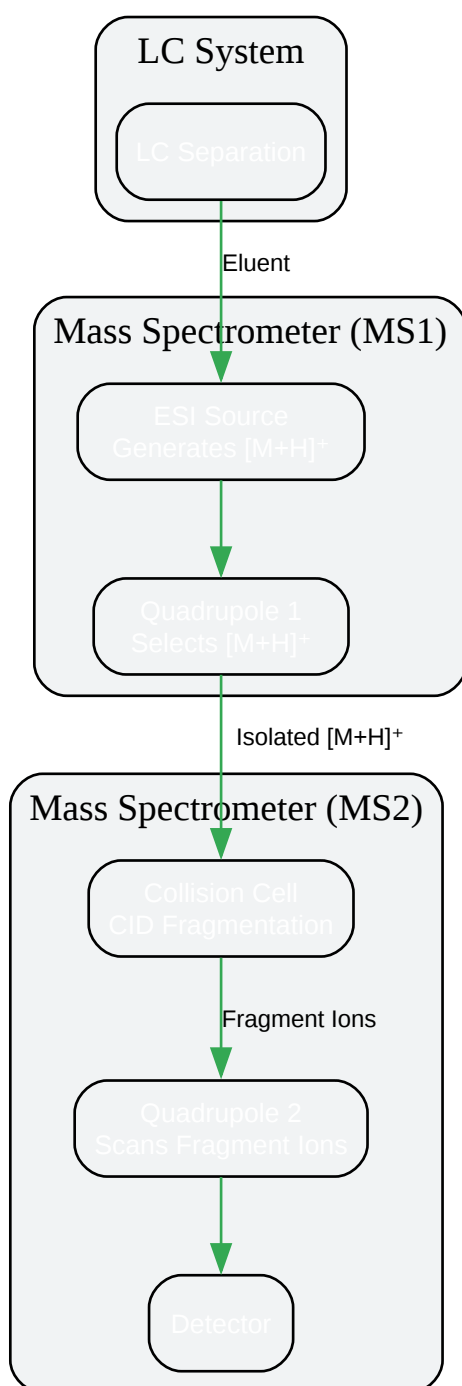 LC System
LC Separation
Eluent
Mass Spectrometer (MS1)
ESI Source
Generates [M+H]⁺
Quadrupole 1
Selects [M+H]⁺
Isolated [M+H]⁺
Mass Spectrometer (MS2)
Collision Cell
CID Fragmentation
Fragment Ions
Quadrupole 2
Scans Fragment Ions
Detector